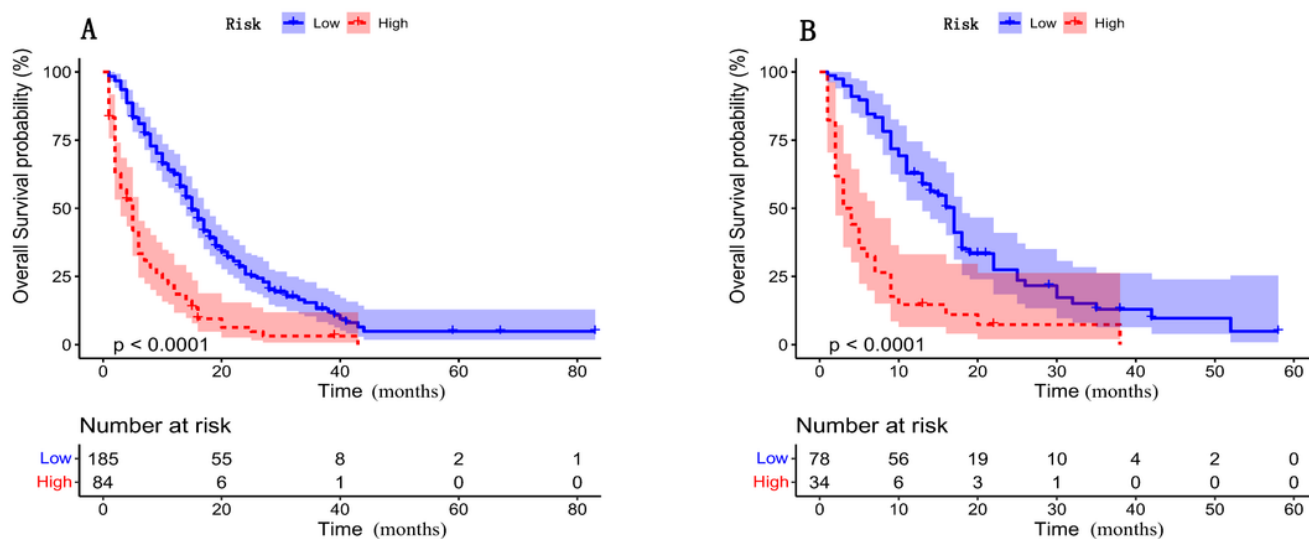 A
Risk Low High
Overall Survival probability (%)
100
75
50
25
0
p < 0.0001
0 20 40 60 80
Time (months)
Number at risk
Low 185 55 8 2 1
High 84 6 1 0 0
0 20 40 60 80
Time (months)
B
Risk Low High
Overall Survival probability (%)
100
75
50
25
0
p < 0.0001
0 10 20 30 40 50 60
Time (months)
Number at risk
Low 78 56 19 10 4 2 0
High 34 6 3 1 0 0 0
0 10 20 30 40 50 60
Time (months)